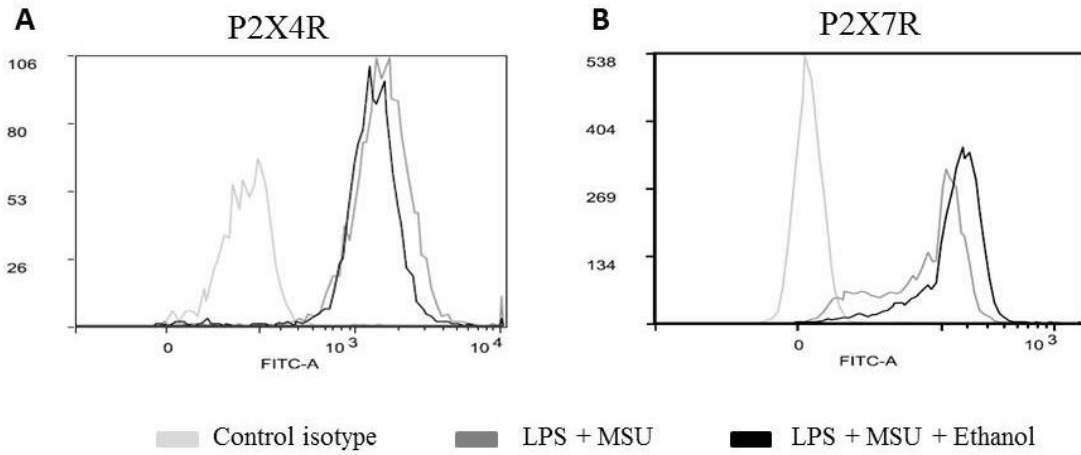 A
P2X4R
106
80
53
26
0
10^3
10^4
FITC-A
B
P2X7R
538
404
269
134
0
10^3
FITC-A
Control isotype
LPS + MSU
LPS + MSU + Ethanol